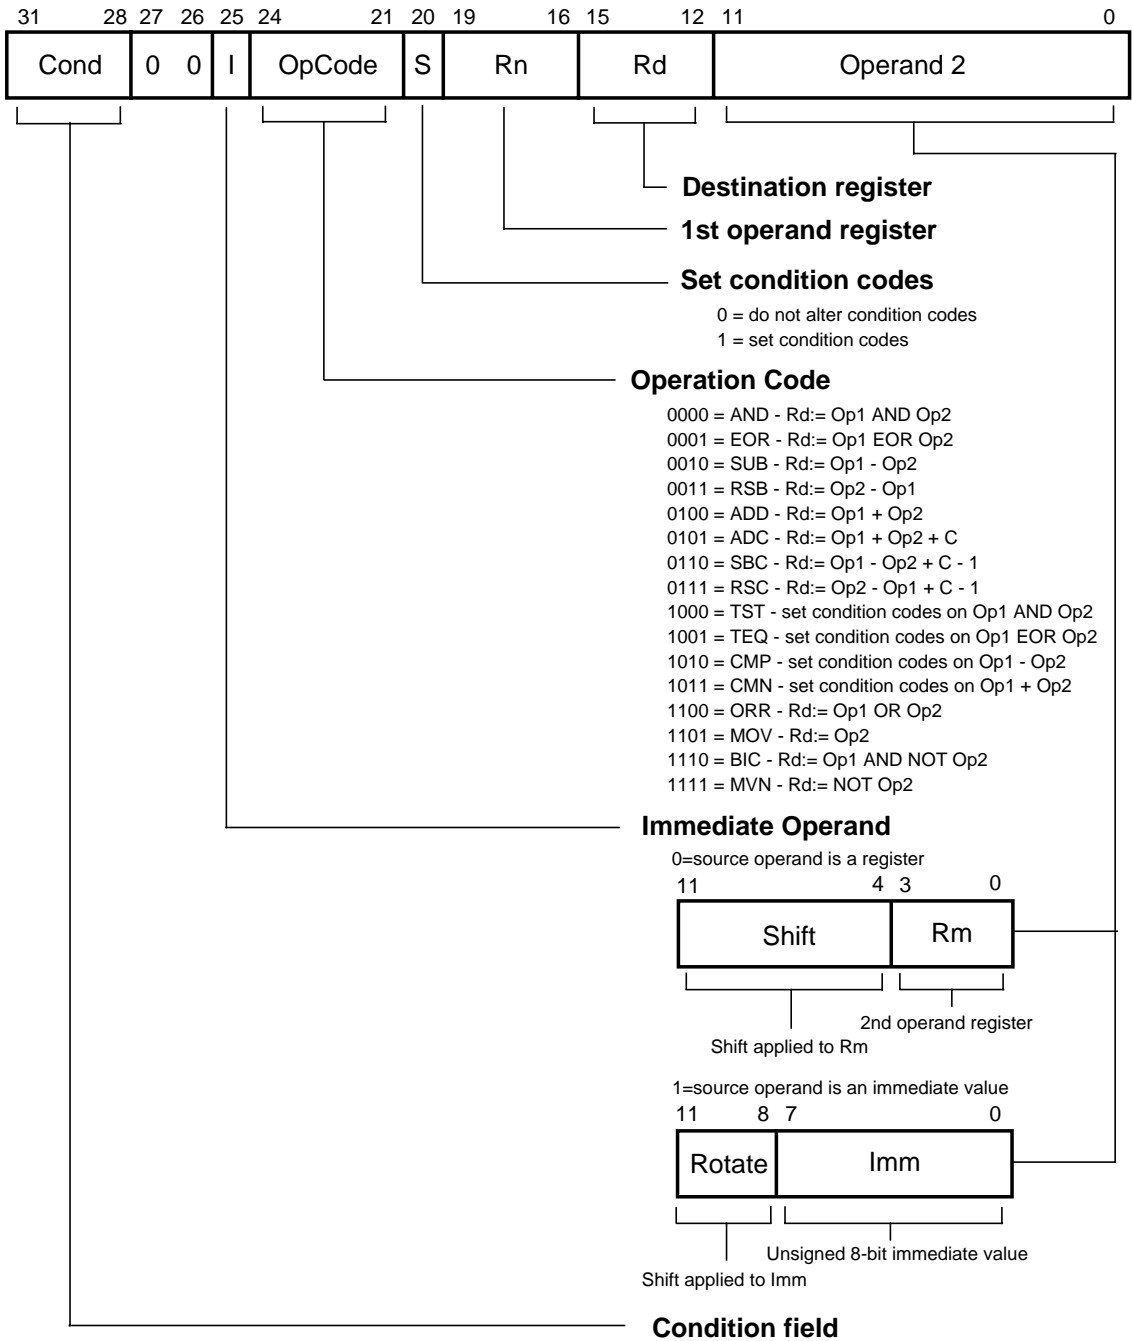 31 28 27 26 25 24 21 20 19 16 15 12 11 0
Cond 0 0 I OpCode S Rn Rd Operand 2
Destination register
1st operand register
Set condition codes
0 = do not alter condition codes
1 = set condition codes
Operation Code
0000 = AND - Rd:= Op1 AND Op2
0001 = EOR - Rd:= Op1 EOR Op2
0010 = SUB - Rd:= Op1 - Op2
0011 = RSB - Rd:= Op2 - Op1
0100 = ADD - Rd:= Op1 + Op2
0101 = ADC - Rd:= Op1 + Op2 + C
0110 = SBC - Rd:= Op1 - Op2 + C - 1
0111 = RSC - Rd:= Op2 - Op1 + C - 1
1000 = TST - set condition codes on Op1 AND Op2
1001 = TEQ - set condition codes on Op1 EOR Op2
1010 = CMP - set condition codes on Op1 - Op2
1011 = CMN - set condition codes on Op1 + Op2
1100 = ORR - Rd:= Op1 OR Op2
1101 = MOV - Rd:= Op2
1110 = BIC - Rd:= Op1 AND NOT Op2
1111 = MVN - Rd:= NOT Op2
Immediate Operand
0=source operand is a register
11 4 3 0
Shift Rm
2nd operand register
Shift applied to Rm
1=source operand is an immediate value
11 8 7 0
Rotate Imm
Unsigned 8-bit immediate value
Shift applied to Imm
Condition field